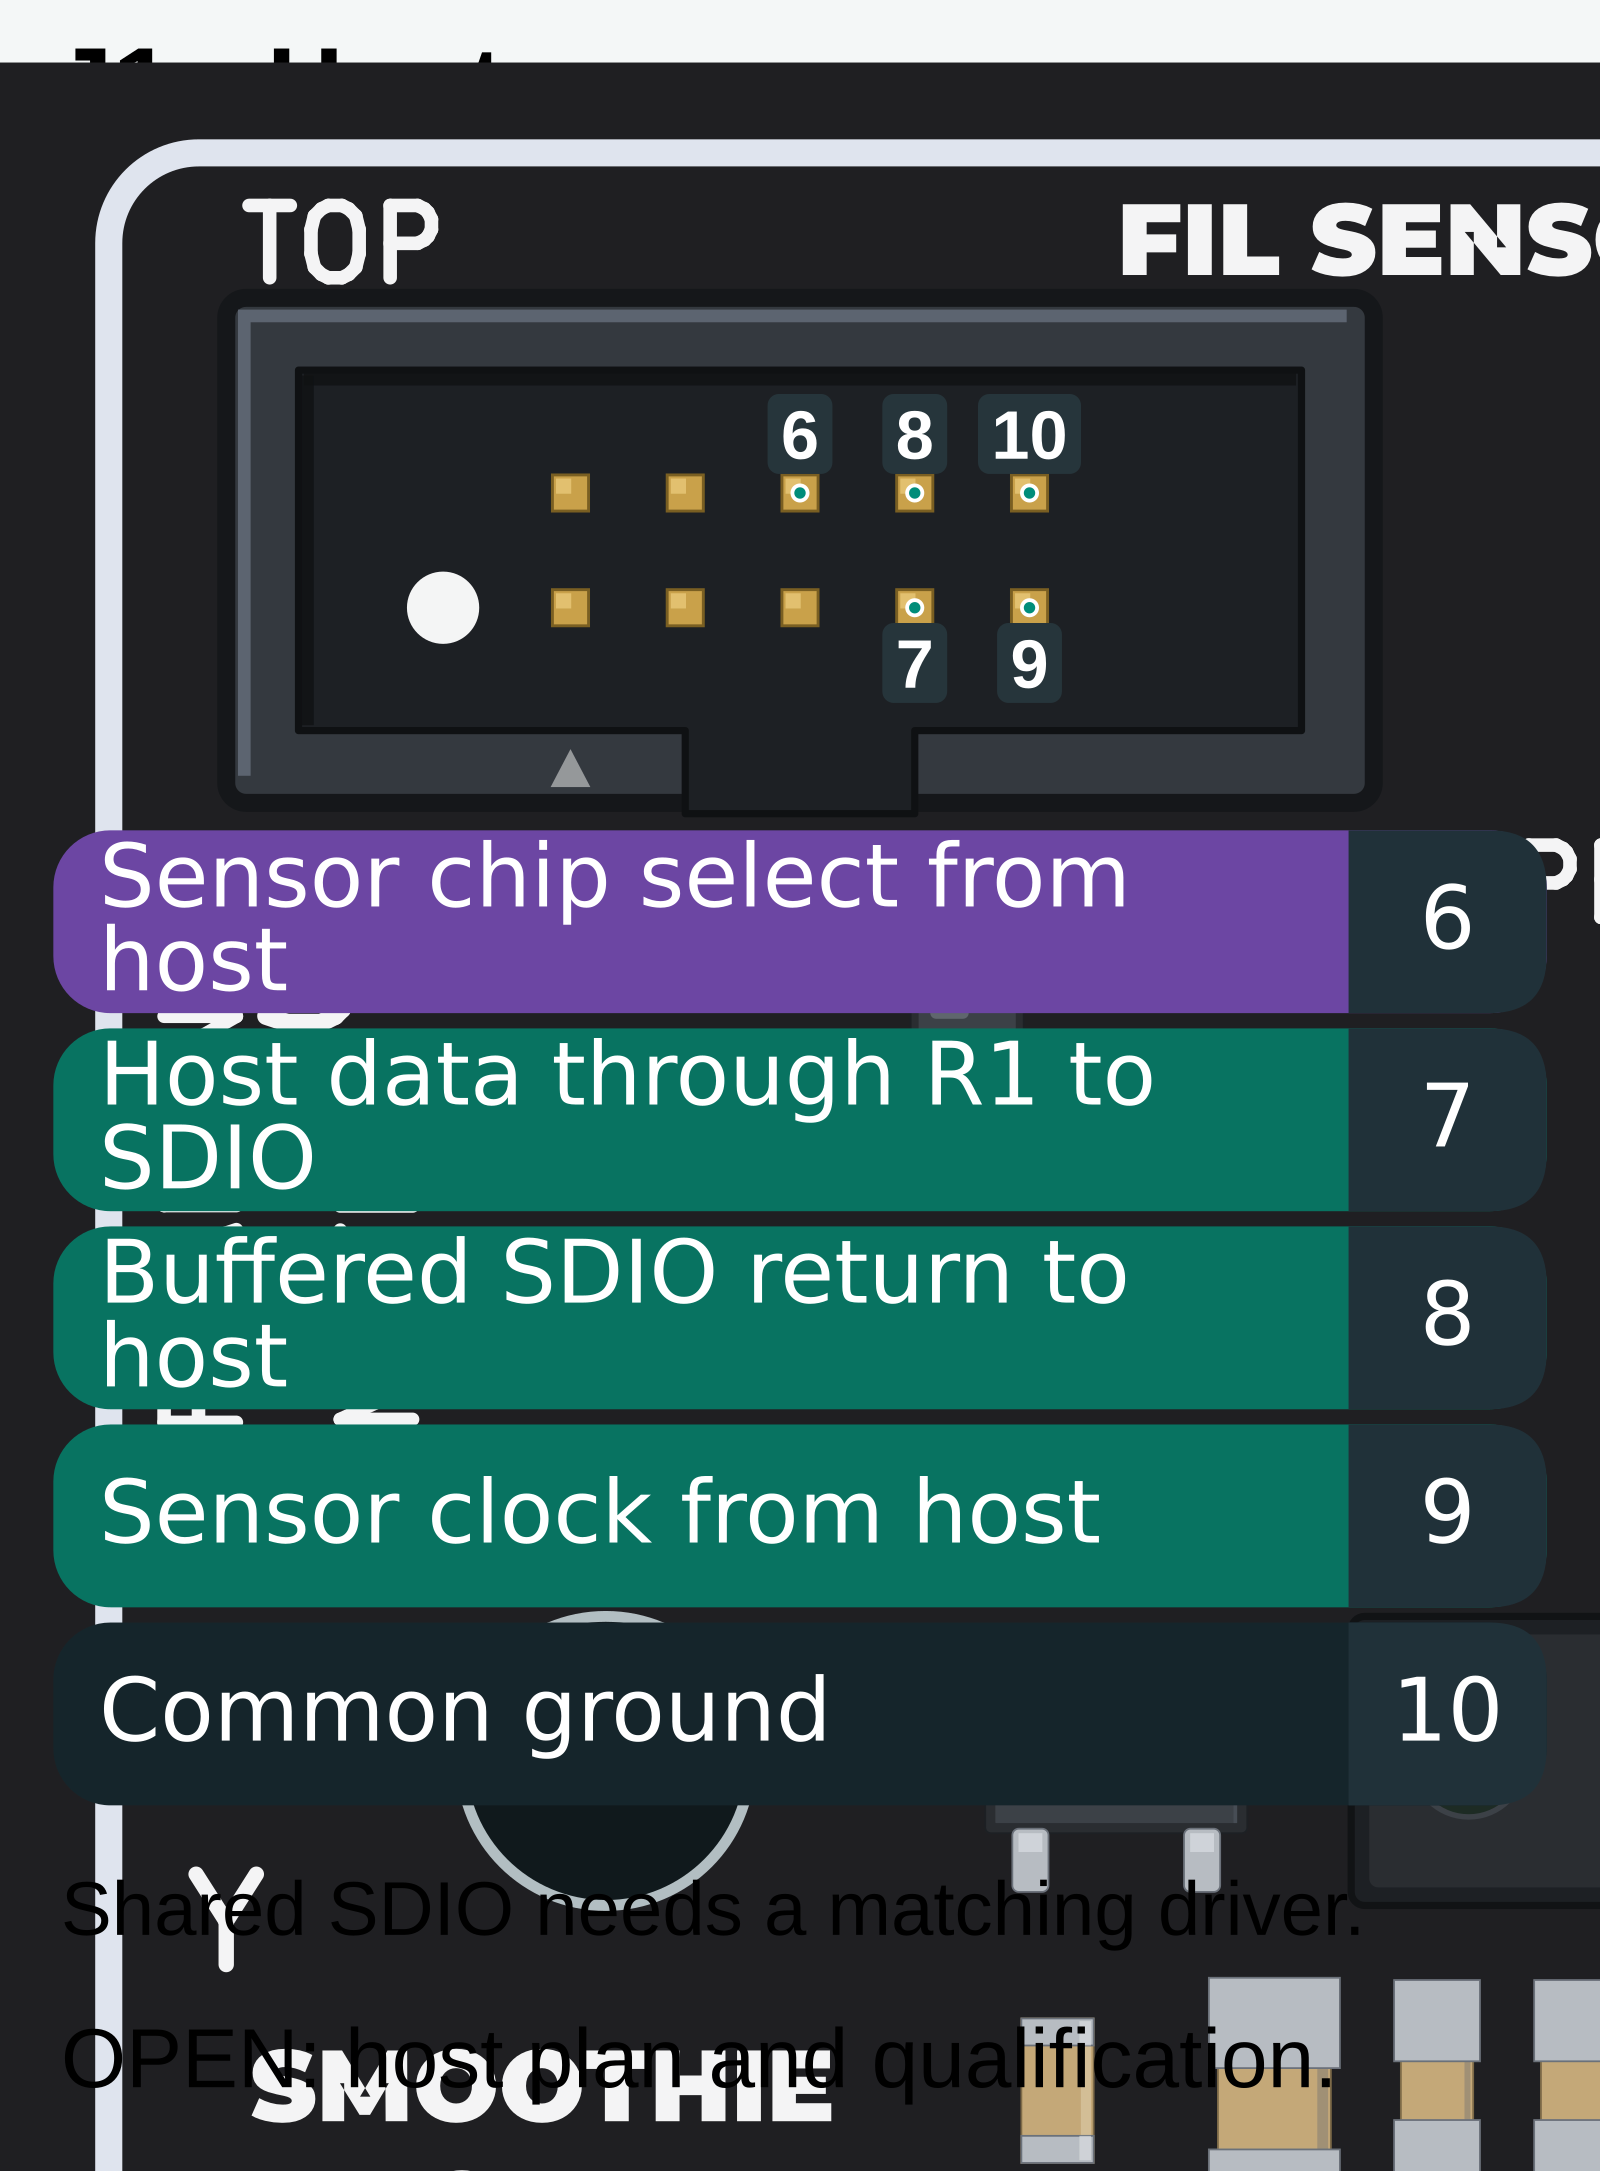 TOP
6 8 10
7 9
Sensor chip select from
host
6
Host data through R1 to
SDIO
7
Buffered SDIO return to
host
8
Sensor clock from host
9
Common ground
10
Y
Shared SDIO needs a matching driver.
OPEN: host plan and qualification.
SMOOTHIE